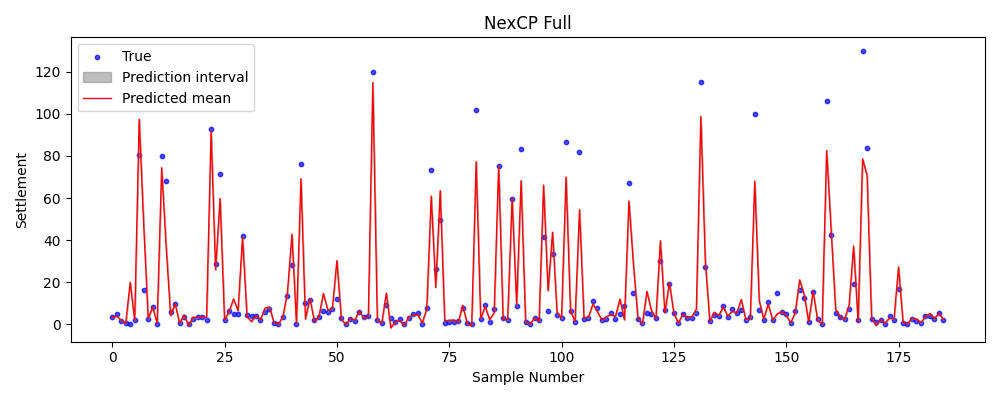 NexCP Full
True
Prediction interval
Predicted mean
Settlement
120
100
80
60
40
20
0
0 25 50 75 100 125 150 175
Sample Number